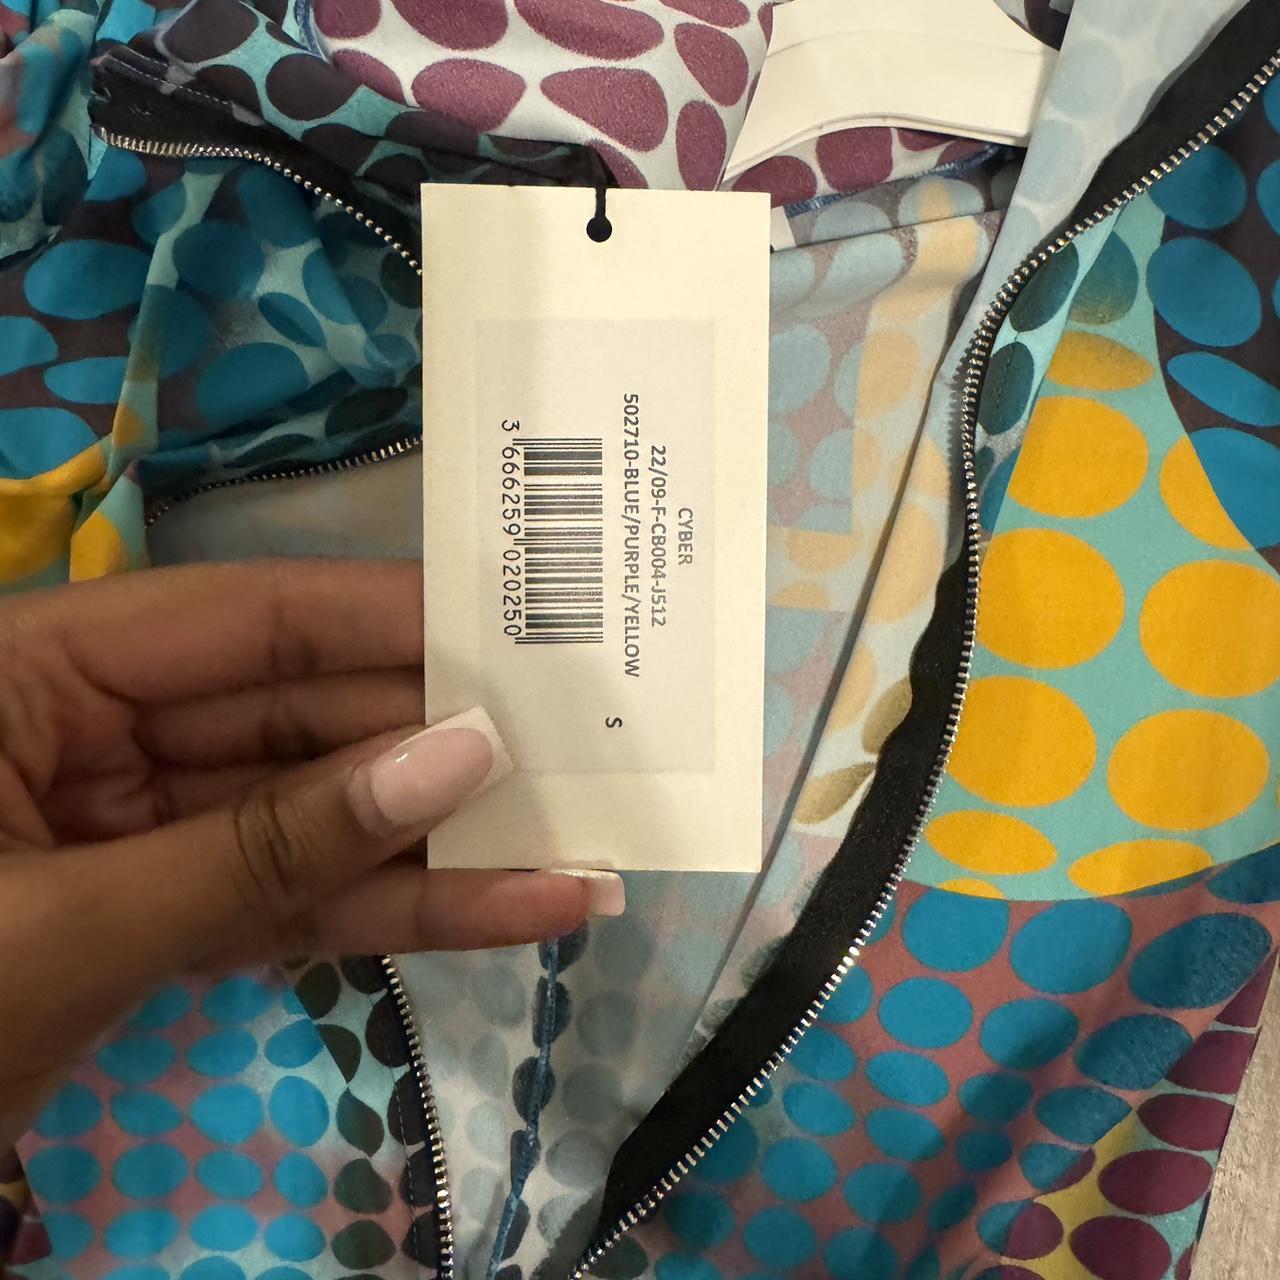 CYBER
22/09-F-CB004-J512
502710-BLUE/PURPLE/YELLOW
S
3 666259 020250